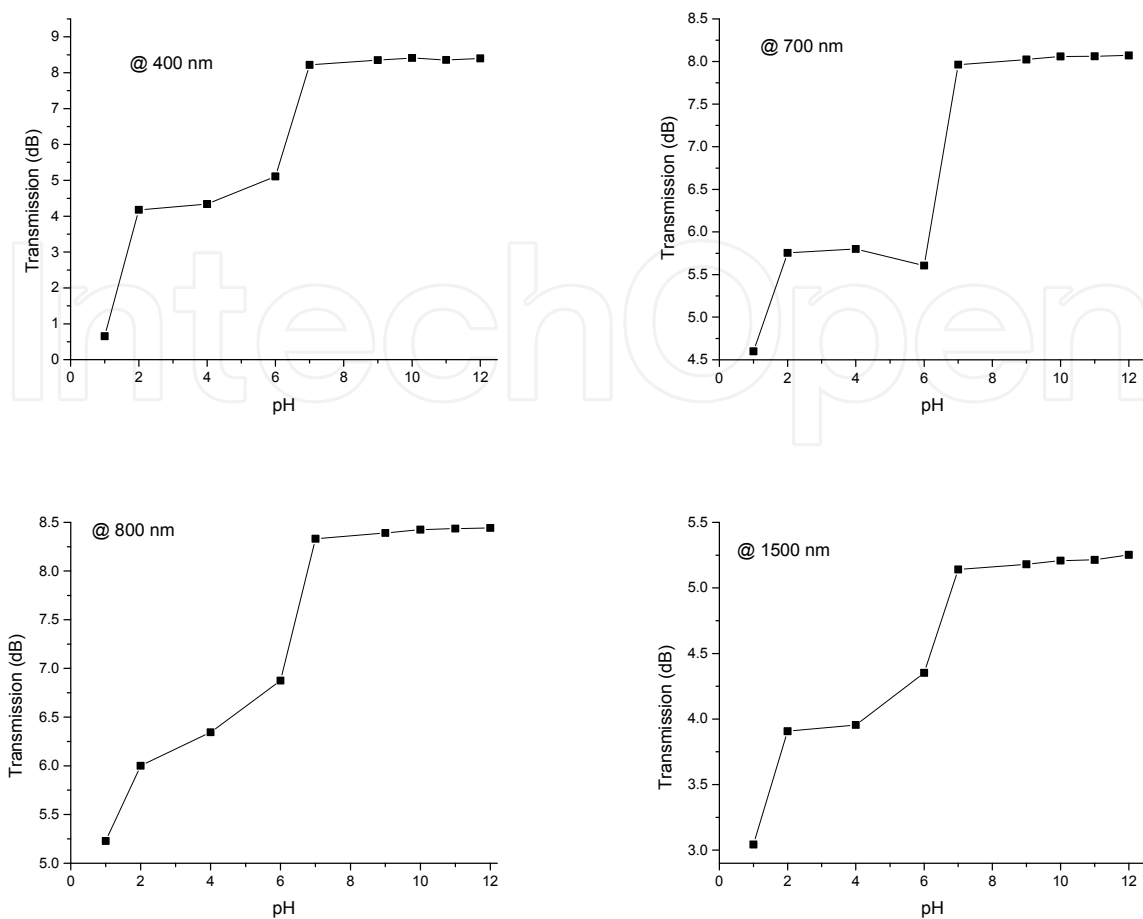 @ 400 nm
Transmission (dB)
9
8
7
6
5
4
3
2
1
0
0 2 4 6 8 10 12
pH
@ 700 nm
Transmission (dB)
8.5
8.0
7.5
7.0
6.5
6.0
5.5
5.0
4.5
0 2 4 6 8 10 12
pH
IntechOpen
@ 800 nm
Transmission (dB)
8.5
8.0
7.5
7.0
6.5
6.0
5.5
5.0
0 2 4 6 8 10 12
pH
@ 1500 nm
Transmission (dB)
5.5
5.0
4.5
4.0
3.5
3.0
0 2 4 6 8 10 12
pH